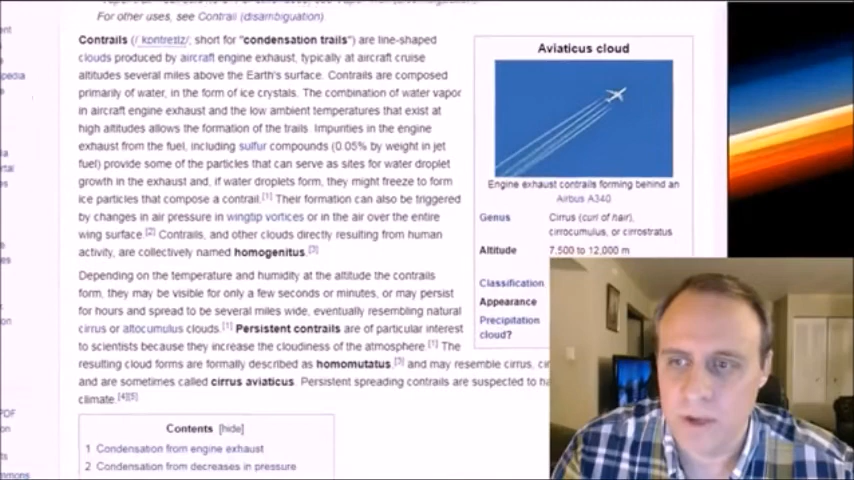 For other uses, see Contrail (disambiguation).
Contrails (/ˈkɒntreɪlz/; short for "condensation trails") are line-shaped
clouds produced by aircraft engine exhaust, typically at aircraft cruise
altitudes several miles above the Earth's surface. Contrails are composed
primarily of water, in the form of ice crystals. The combination of water vapor
in aircraft engine exhaust and the low ambient temperatures that exist at
high altitudes allows the formation of the trails. Impurities in the engine
exhaust from the fuel, including sulfur compounds (0.05% by weight in jet
fuel) provide some of the particles that can serve as sites for water droplet
growth in the exhaust and, if water droplets form, they might freeze to form
ice particles that compose a contrail.[1] Their formation can also be triggered
by changes in air pressure in wingtip vortices or in the air over the entire
wing surface.[2] Contrails, and other clouds directly resulting from human
activity, are collectively named homogenitus.[3]
Depending on the temperature and humidity at the altitude the contrails
form, they may be visible for only a few seconds or minutes, or may persist
for hours and spread to be several miles wide, eventually resembling natural
cirrus or altocumulus clouds.[1] Persistent contrails are of particular interest
to scientists because they increase the cloudiness of the atmosphere.[1] The
resulting cloud forms are formally described as homomutatus,[3] and may resemble cirrus, cir
and are sometimes called cirrus aviaticus. Persistent spreading contrails are suspected to ha
climate.[4][5]
Contents [hide]
1 Condensation from engine exhaust
2 Condensation from decreases in pressure
Aviaticus cloud
Engine exhaust contrails forming behind an
Airbus A340
Genus Cirrus (curl of hair),
cirrocumulus, or cirrostratus
Altitude 7,500 to 12,000 m
Classification
Appearance
Precipitation
cloud?